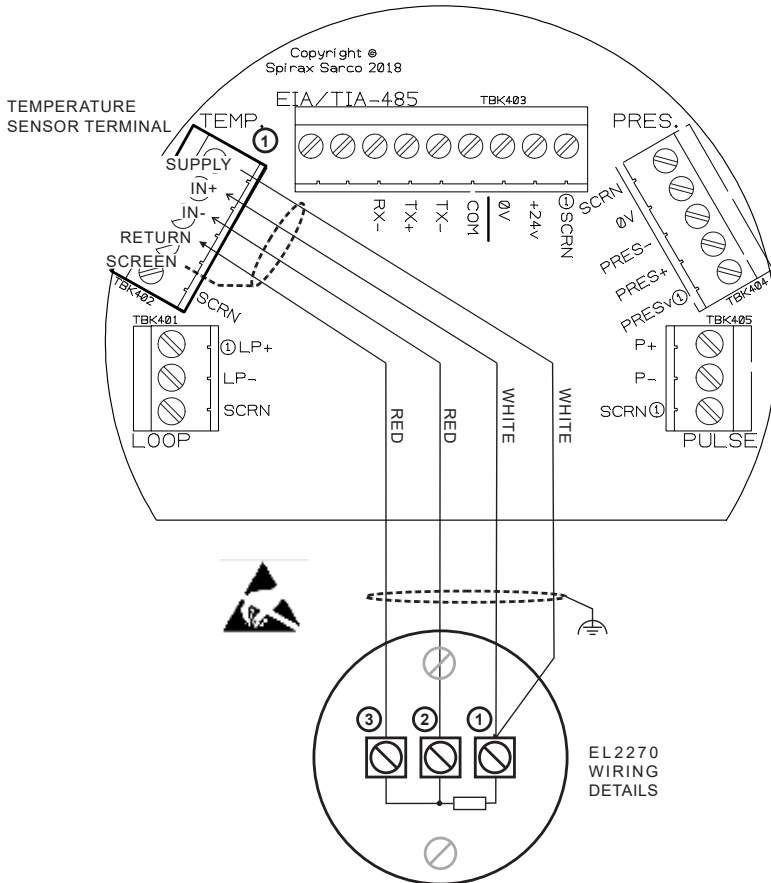 Copyright ©
Spirax Sarco 2018
TEMPERATURE
SENSOR TERMINAL
EIA/TIA-485
TBK403
TEMP.
1
PRES.
SUPPLY
IN+
IN-
RETURN
SCREEN
SCRN
TBK402
RX-
TX+
TX-
COM
0V
+24v
1 SCRN
SCRN
0V
PRES-
PRES+
PRESv 1
TBK404
TBK401
1 LP+
LP-
SCRN
LOOP
TBK405
P+
P-
SCRN 1
PULSE
RED
RED
WHITE
WHITE
3
2
1
EL2270
WIRING
DETAILS